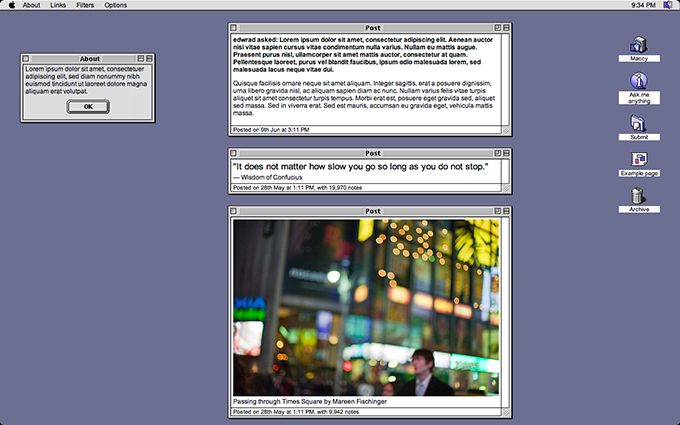 About Links Filters Options 9:34 PM
About
Lorem ipsum dolor sit amet, consectetuer
adipiscing elit, sed diam nonummy nibh
euismod tincidunt ut laoreet dolore magna
aliquam erat volutpat.
OK
Post
edwrad asked: Lorem ipsum dolor sit amet, consectetur adipiscing elit. Aenean auctor
nisl vitae sapien cursus vitae condimentum nulla varius. Nullam eu mattis augue.
Praesent purus nisl, ullamcorper sit amet rhoncus sit amet, consectetur at quam.
Pellentesque laoreet, purus vel blandit faucibus, ipsum odio malesuada lorem, sed
malesuada lacus neque vitae dui.
Quisque facilisis ornare neque sit amet aliquam. Integer sagittis, erat a posuere dignissim,
urna libero gravida nisl, ac aliquam sapien diam ac nunc. Nullam varius felis vitae turpis
aliquet sit amet consectetur turpis tempus. Morbi erat est, posuere eget gravida sed, aliquet
sed massa. Sed in viverra erat. Sed est mauris, accumsan eu gravida eget, vehicula mattis
massa.
Posted on 9th Jun at 3:11 PM
Post
"It does not matter how slow you go so long as you do not stop."
— Wisdom of Confucius
Posted on 28th May at 1:11 PM, with 19,970 notes
Post
Passing through Times Square by Mareen Fischinger
Posted on 28th May at 1:11 PM, with 9,942 notes
Maccy
Ask me
anything
Submit
Example page
Archive